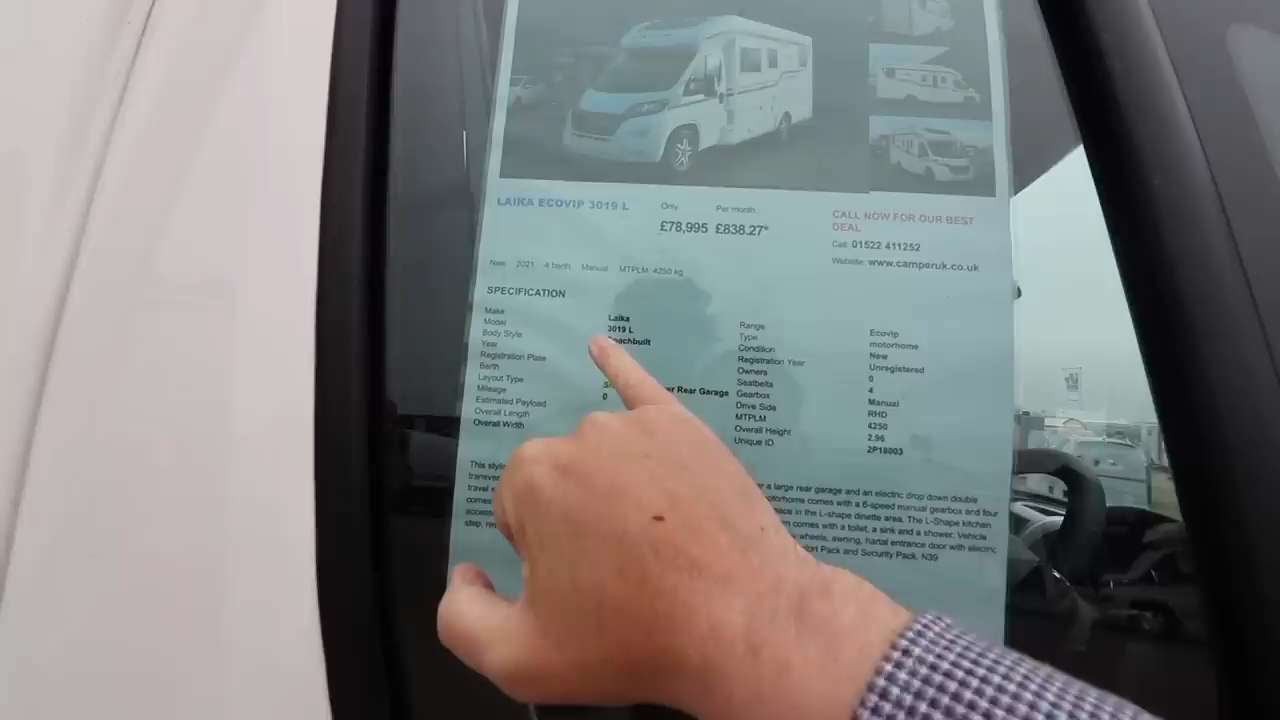 LAIKA ECOVIP 3019 L
Only Per month
£78,995 £838.27*
CALL NOW FOR OUR BEST
DEAL
Call: 01522 411252
Website: www.camperuk.co.uk
New 2021 4 berth Manual MTPLM: 4250 kg
SPECIFICATION
Make Laika
Model 3019 L
Body Style Coachbuilt
Year
Registration Plate
Berth
Layout Type Rear Garage
Mileage 0
Estimated Payload
Overall Length
Overall Width
Range Ecovip
Type motorhome
Condition New
Registration Year Unregistered
Owners 0
Seatbelts 4
Gearbox Manual
Drive Side RHD
MTPLM 4250
Overall Height 2.96
Unique ID 2P18003
This a large rear garage and an electric drop down double
comes with a 6-speed manual gearbox and four
travel in the L-shape dinette area. The L-Shape kitchen
comes comes with a toilet, a sink and a shower. Vehicle
wheels, awning, hartal entrance door with electric
step, Pack and Security Pack. N39